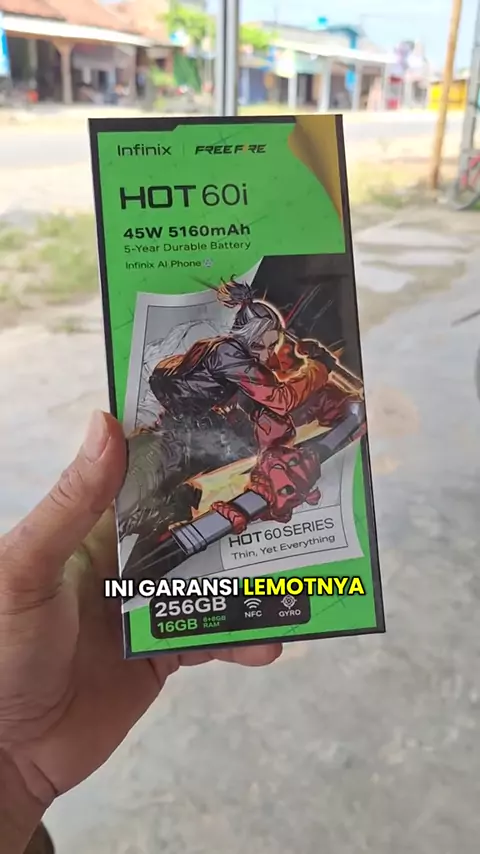 Infinix | FREE FIRE
HOT 60i
45W 5160mAh
5-Year Durable Battery
Infinix AI Phone
HOT 60 SERIES
Thin, Yet Everything
INI GARANSI LEMOTNYA
256GB
16GB 8+8GB RAM
NFC
GYRO